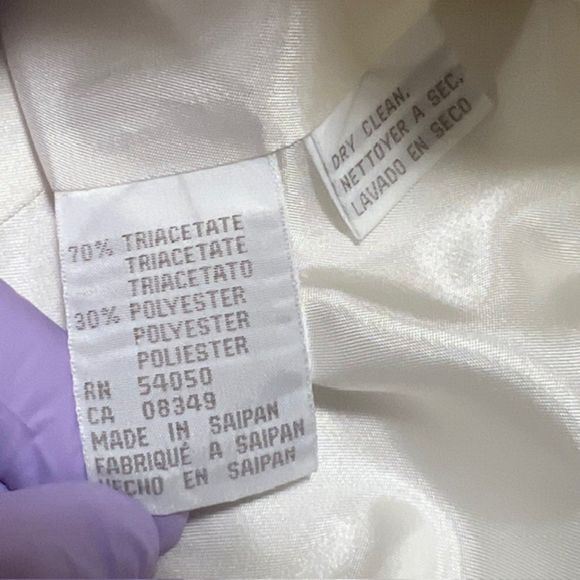 70% TRIACETATE
TRIACETATE
TRIACETATO
30% POLYESTER
POLYESTER
POLIESTER
RN 54050
CA 08349
MADE IN SAIPAN
FABRIQUÉ A SAIPAN
HECHO EN SAIPAN
DRY CLEAN.
NETTOYER A SEC.
LAVADO EN SECO